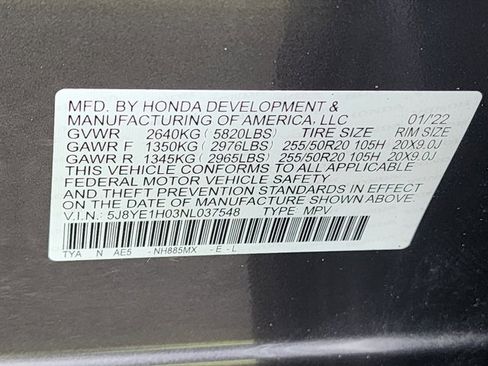 MFD. BY HONDA DEVELOPMENT &
MANUFACTURING OF AMERICA, LLC 01/'22
GVWR 2640KG ( 5820LBS) TIRE SIZE RIM SIZE
GAWR F 1350KG ( 2976LBS) 255/50R20 105H 20X9.0J
GAWR R 1345KG ( 2965LBS) 255/50R20 105H 20X9.0J
THIS VEHICLE CONFORMS TO ALL APPLICABLE
FEDERAL MOTOR VEHICLE SAFETY
AND THEFT PREVENTION STANDARDS IN EFFECT ON THE
DATE OF MANUFACTURE SHOWN ABOVE.
V.I.N.: 5J8YE1H03NL037548 TYPE MPV
TYA N AE5 - NH885MX - E - L